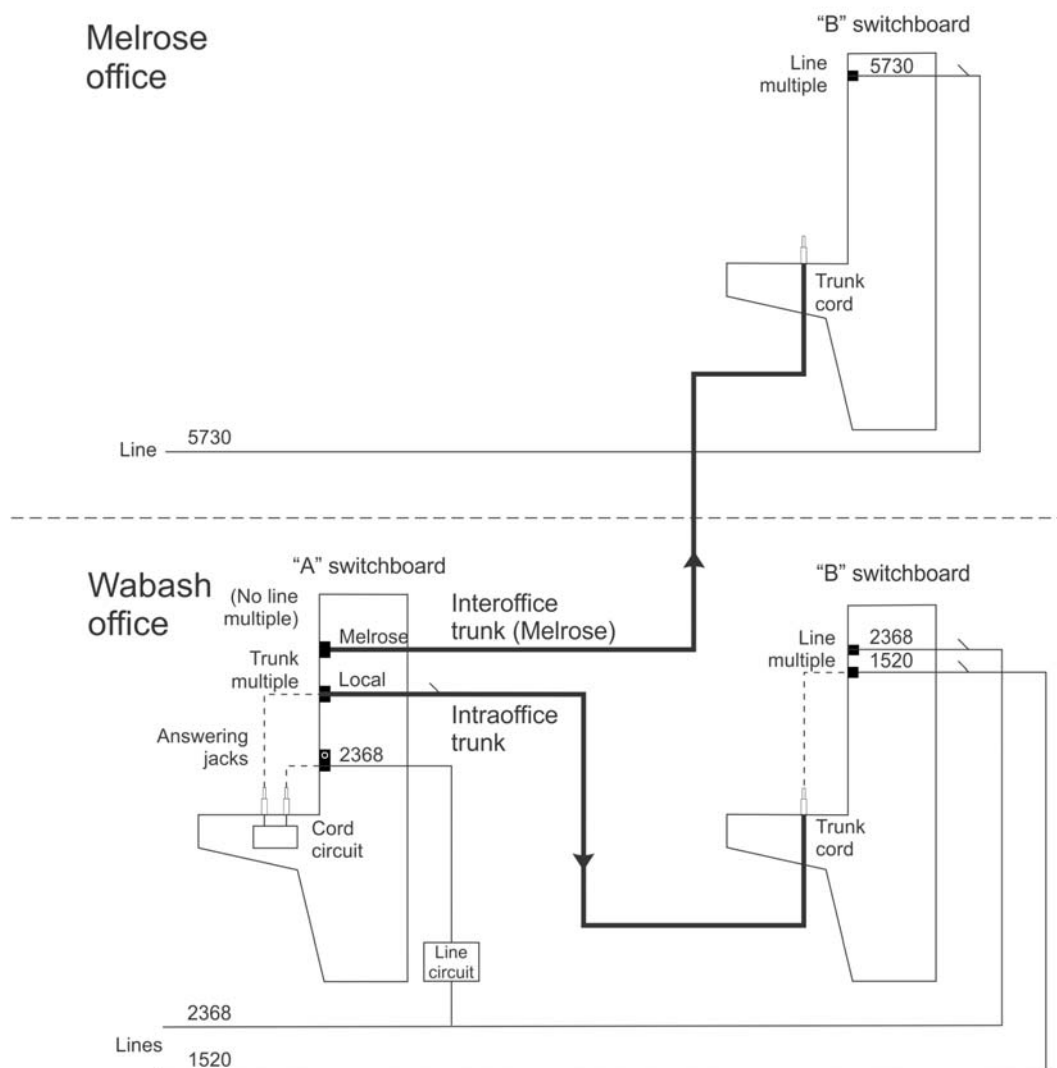 Melrose
office
“B” switchboard
Line
multiple
5730
Trunk
cord
Line
5730
Wabash
office
“A” switchboard
(No line
multiple)
Melrose
Interoffice
trunk (Melrose)
Trunk
multiple
Local
Intraoffice
trunk
Answering
jacks
2368
Cord
circuit
Line
circuit
“B” switchboard
Line
multiple
2368
1520
Trunk
cord
2368
Lines
1520